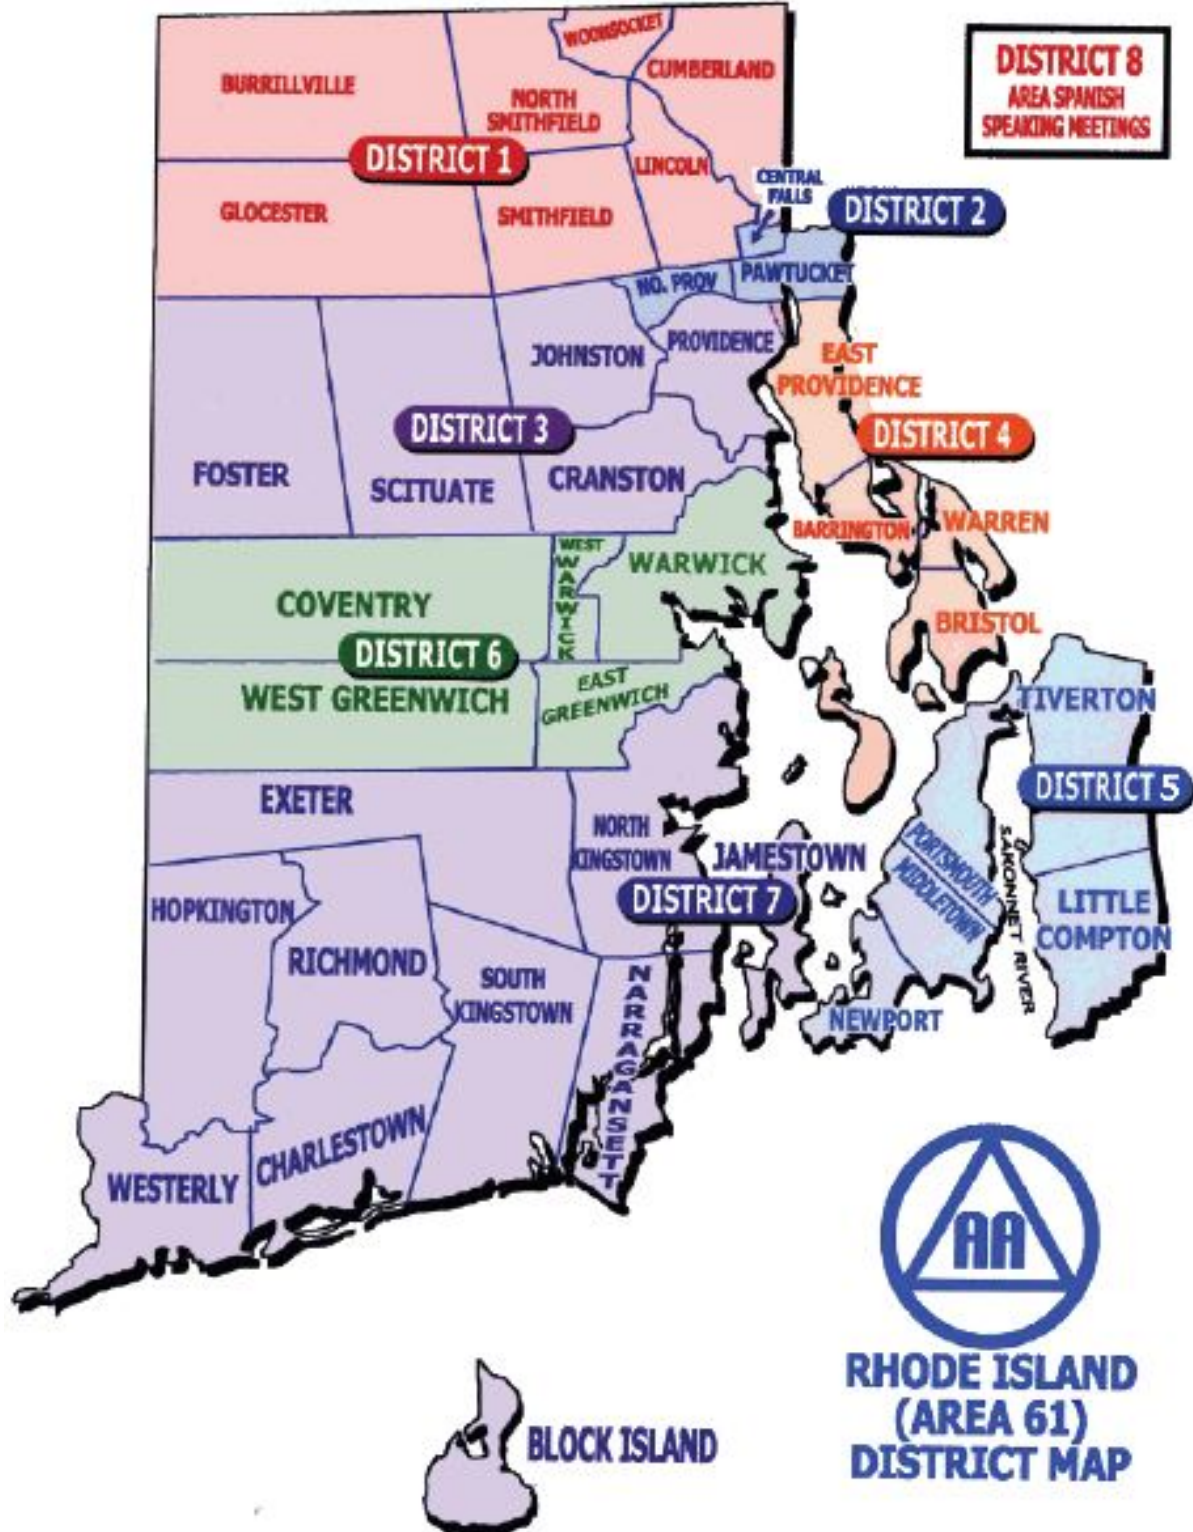 WOONSOCKET
DISTRICT 8
AREA SPANISH
SPEAKING MEETINGS
BURRILLVILLE
CUMBERLAND
NORTH
SMITHFIELD
DISTRICT 1
LINCOLN
CENTRAL
FALLS
GLOCESTER
SMITHFIELD
DISTRICT 2
NO. PROV
PAWTUCKET
JOHNSTON
PROVIDENCE
EAST
PROVIDENCE
DISTRICT 3
DISTRICT 4
FOSTER
SCITUATE
CRANSTON
BARRINGTON
WARREN
WEST
WARWICK
WARWICK
COVENTRY
BRISTOL
DISTRICT 6
WEST GREENWICH
EAST
GREENWICH
TIVERTON
DISTRICT 5
EXETER
NORTH
KINGSTOWN
JAMESTOWN
PORTSMOUTH
MIDDLETOWN
SAKONNET RIVER
DISTRICT 7
HOPKINGTON
LITTLE
COMPTON
RICHMOND
SOUTH
KINGSTOWN
NARRAGANSETT
NEWPORT
CHARLESTOWN
WESTERLY
AA
RHODE ISLAND
(AREA 61)
DISTRICT MAP
BLOCK ISLAND